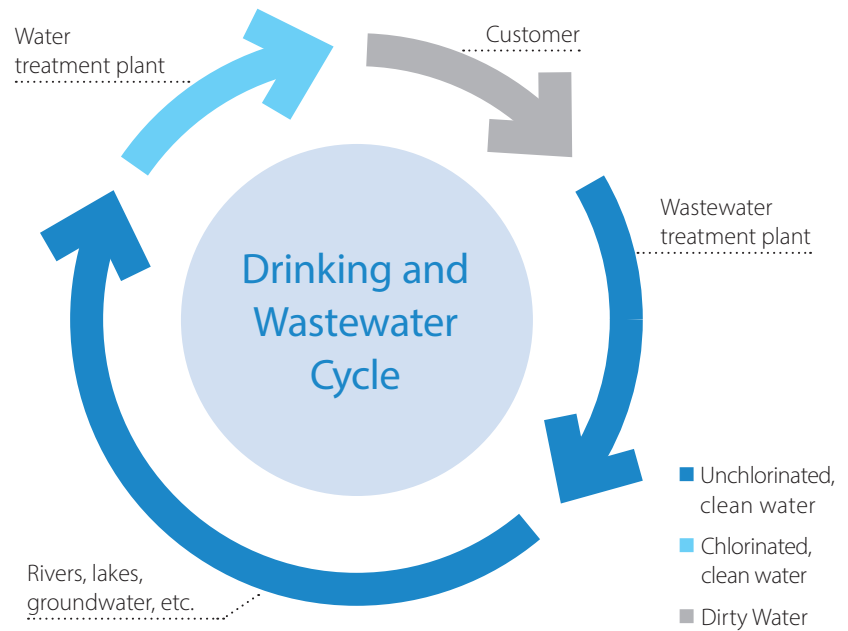 Water
treatment plant
Customer
Wastewater
treatment plant
Drinking and
Wastewater
Cycle
Rivers, lakes,
groundwater, etc.
Unchlorinated,
clean water
Chlorinated,
clean water
Dirty Water